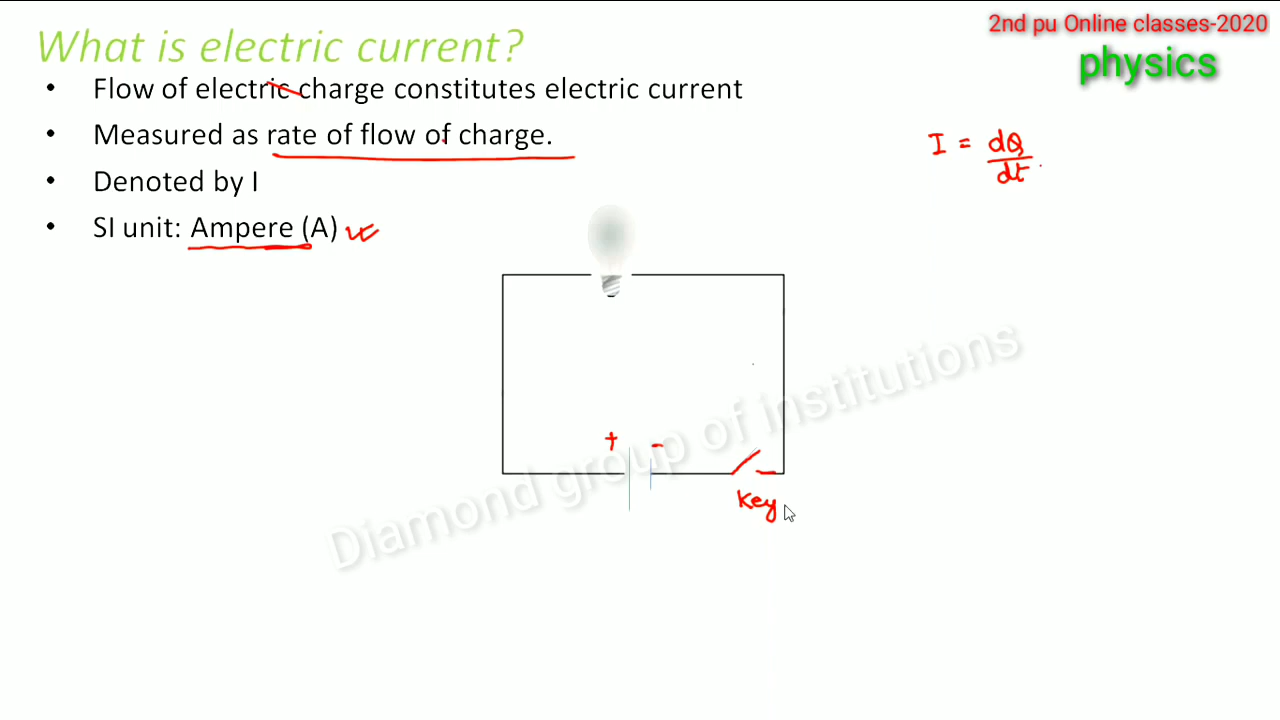 What is electric current?
2nd pu Online classes-2020
physics
• Flow of electric charge constitutes electric current
• Measured as rate of flow of charge.
• Denoted by I
• SI unit: Ampere (A)
I = dQ/dt
+ -
Key
Diamond group of institutions